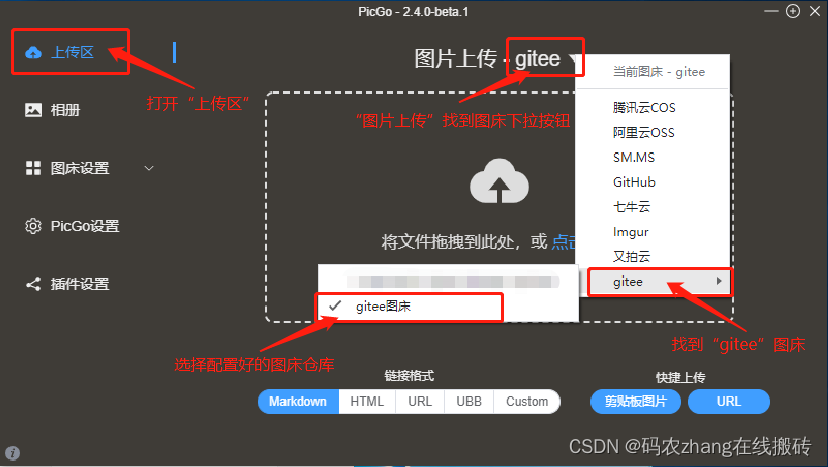 PicGo - 2.4.0-beta.1
上传区
图片上传 - gitee
当前图床 - gitee
打开“上传区”
相册
“图片上传”找到图床下拉按钮
腾讯云COS
阿里云OSS
SM.MS
GitHub
七牛云
Imgur
又拍云
gitee
图床设置
PicGo设置
将文件拖拽到此处，或 点击
插件设置
gitee图床
找到“gitee”图床
选择配置好的图床仓库
链接格式
快捷上传
Markdown HTML URL UBB Custom
剪贴板图片 URL
CSDN @码农zhang在线搬砖